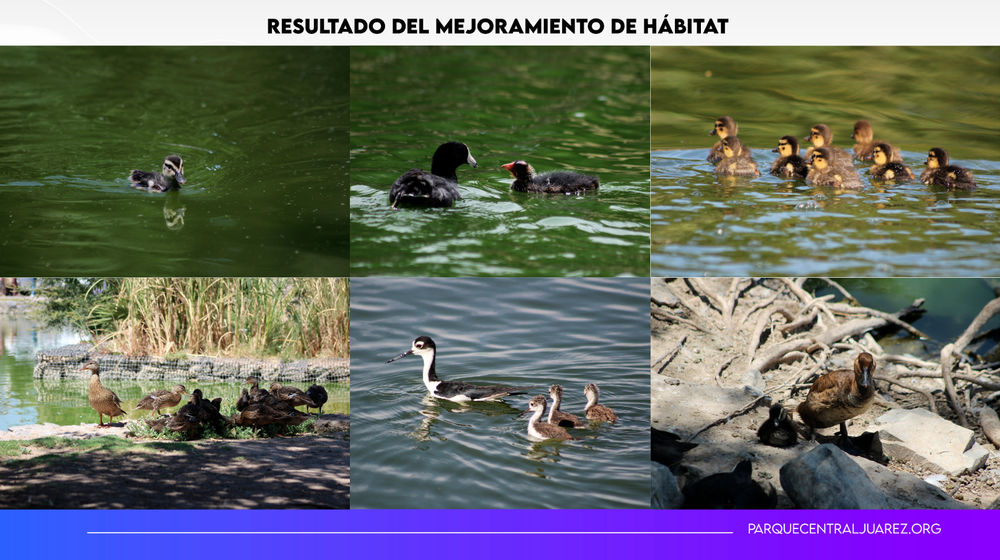 RESULTADO DEL MEJORAMIENTO DE HÁBITAT
PARQUECENTRALJUAREZ.ORG